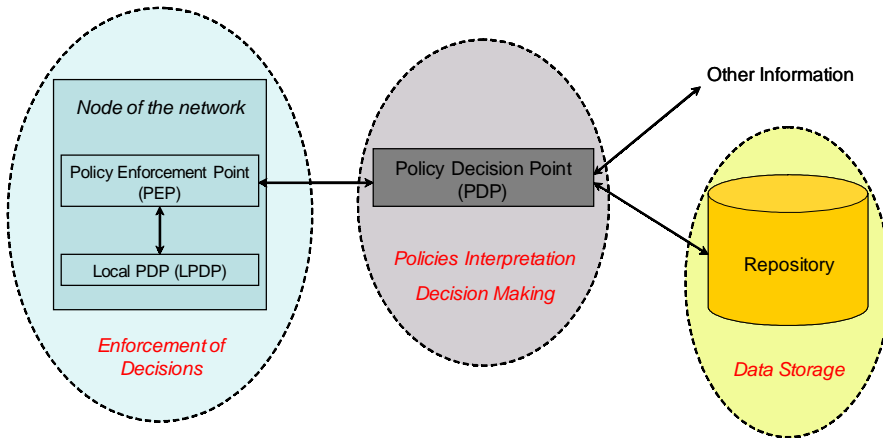 Node of the network
Policy Enforcement Point
(PEP)
Local PDP (LPDP)
Enforcement of
Decisions
Policy Decision Point
(PDP)
Policies Interpretation
Decision Making
Other Information
Repository
Data Storage